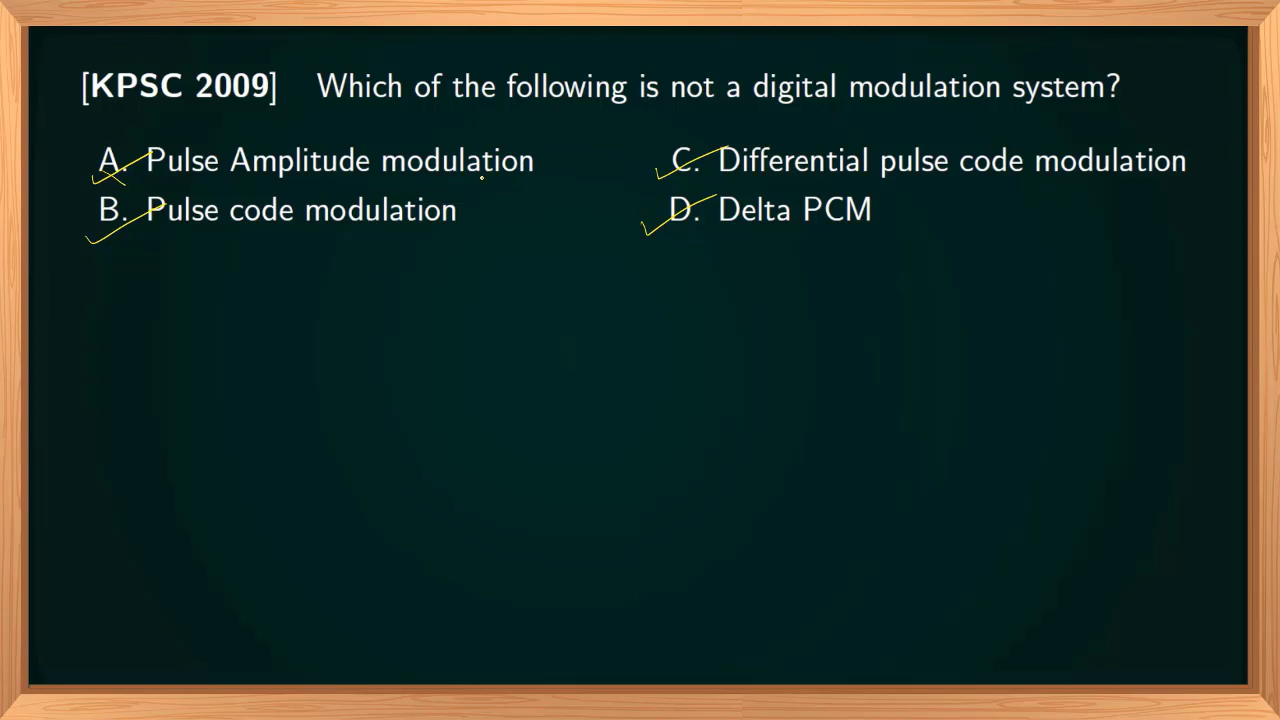 [KPSC 2009] Which of the following is not a digital modulation system?
A. Pulse Amplitude modulation
C. Differential pulse code modulation
B. Pulse code modulation
D. Delta PCM